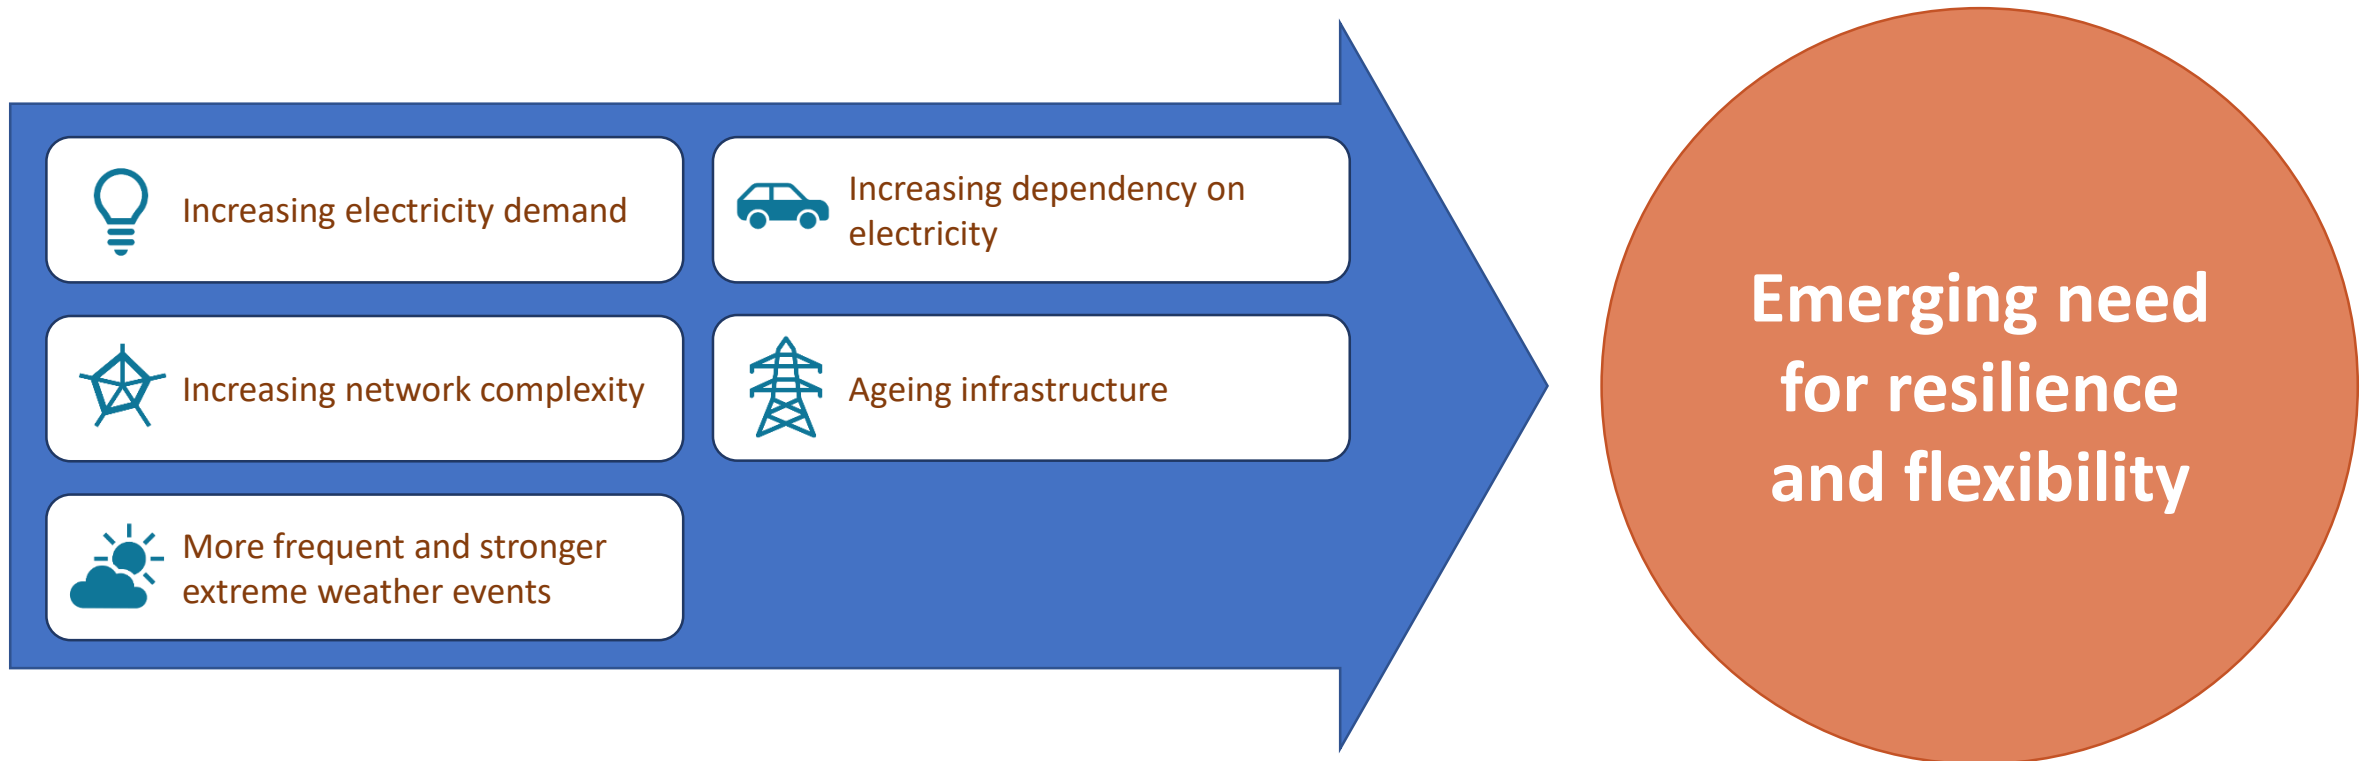 Increasing electricity demand
Increasing dependency on
electricity
Increasing network complexity
Ageing infrastructure
More frequent and stronger
extreme weather events
Emerging need
for resilience
and flexibility